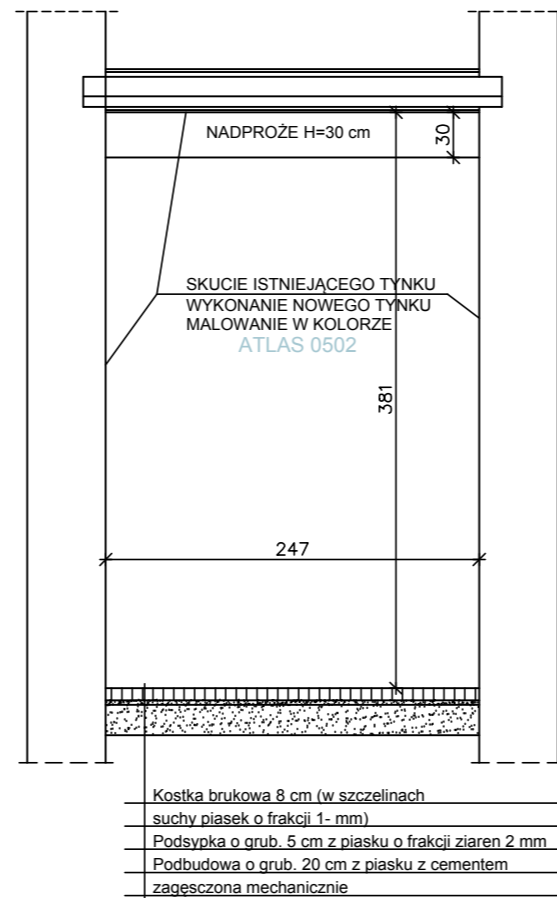 NADPROŻE H=30 cm
30
SKUCIE ISTNIEJĄCEGO TYNKU
WYKONANIE NOWEGO TYNKU
MALOWANIE W KOLORZE
ATLAS 0502
381
247
Kostka brukowa 8 cm (w szczelinach
suchy piasek o frakcji 1- mm)
Podsypka o grub. 5 cm z piasku o frakcji ziaren 2 mm
Podbudowa o grub. 20 cm z piasku z cementem
zagęszczona mechanicznie